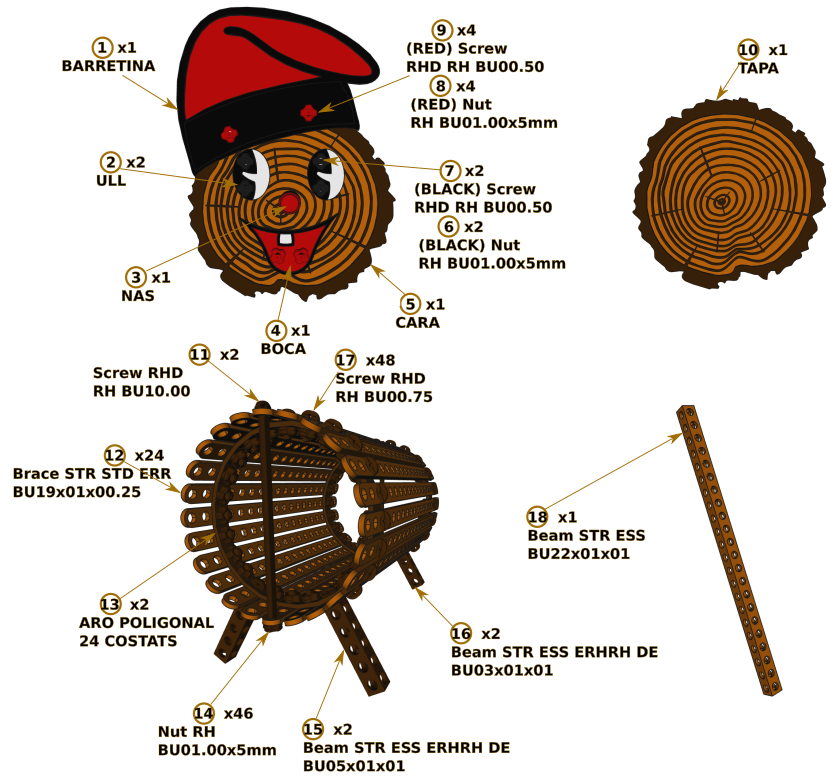 1 x1
BARRETINA
9 x4
(RED) Screw
RHD RH BU00.50
8 x4
(RED) Nut
RH BU01.00x5mm
10 x1
TAPA
2 x2
ULL
7 x2
(BLACK) Screw
RHD RH BU00.50
6 x2
(BLACK) Nut
RH BU01.00x5mm
3 x1
NAS
5 x1
CARA
4 x1
BOCA
11 x2
Screw RHD
RH BU10.00
17 x48
Screw RHD
RH BU00.75
12 x24
Brace STR STD ERR
BU19x01x00.25
18 x1
Beam STR ESS
BU22x01x01
13 x2
ARO POLIGONAL
24 COSTATS
16 x2
Beam STR ESS ERHRH DE
BU03x01x01
14 x46
Nut RH
BU01.00x5mm
15 x2
Beam STR ESS ERHRH DE
BU05x01x01